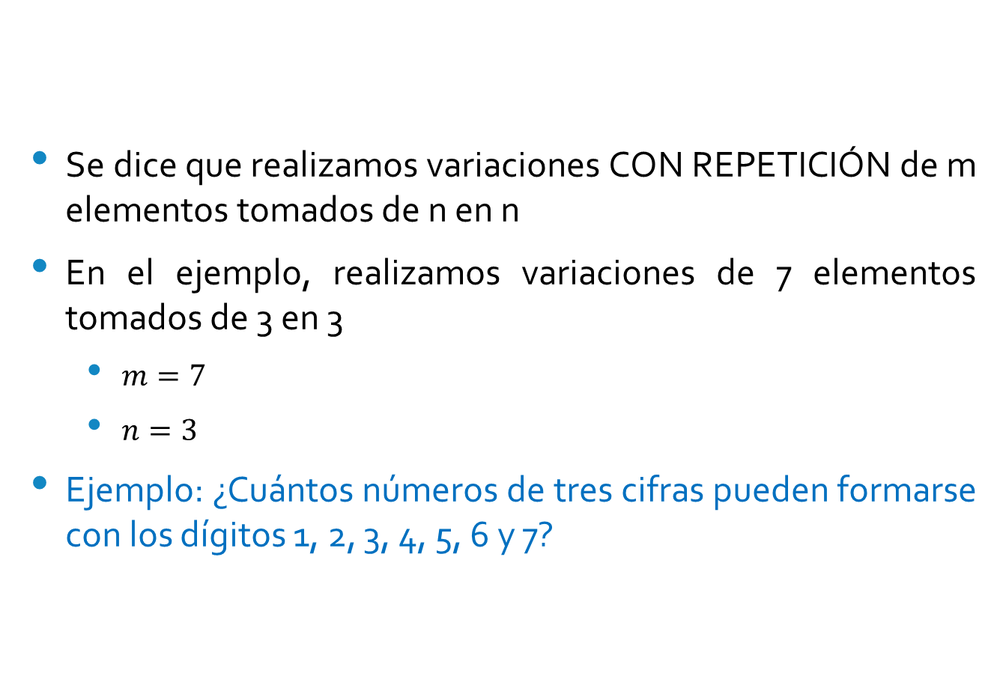 • Se dice que realizamos variaciones CON REPETICIÓN de m
elementos tomados de n en n
• En el ejemplo, realizamos variaciones de 7 elementos
tomados de 3 en 3
• m = 7
• n = 3
• Ejemplo: ¿Cuántos números de tres cifras pueden formarse
con los dígitos 1, 2, 3, 4, 5, 6 y 7?